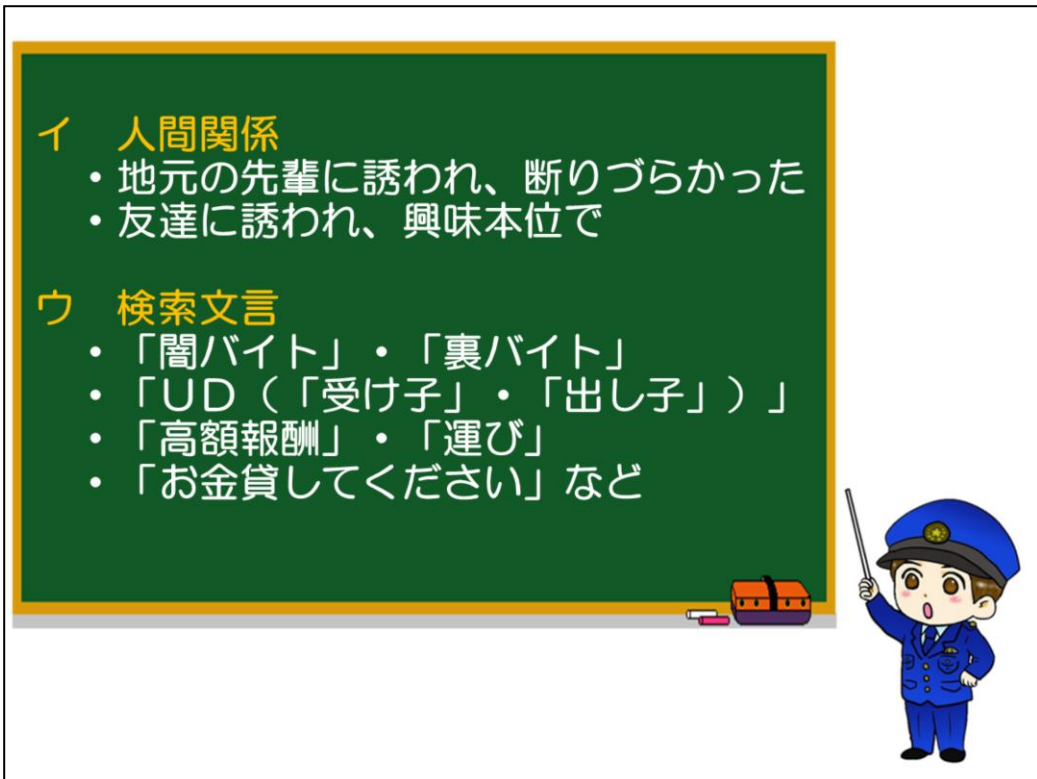 イ　人間関係
・地元の先輩に誘われ、断りづらかった
・友達に誘われ、興味本位で
ウ　検索文言
・「闇バイト」・「裏バイト」
・「ＵＤ（「受け子」・「出し子」）」
・「高額報酬」・「運び」
・「お金貸してください」など